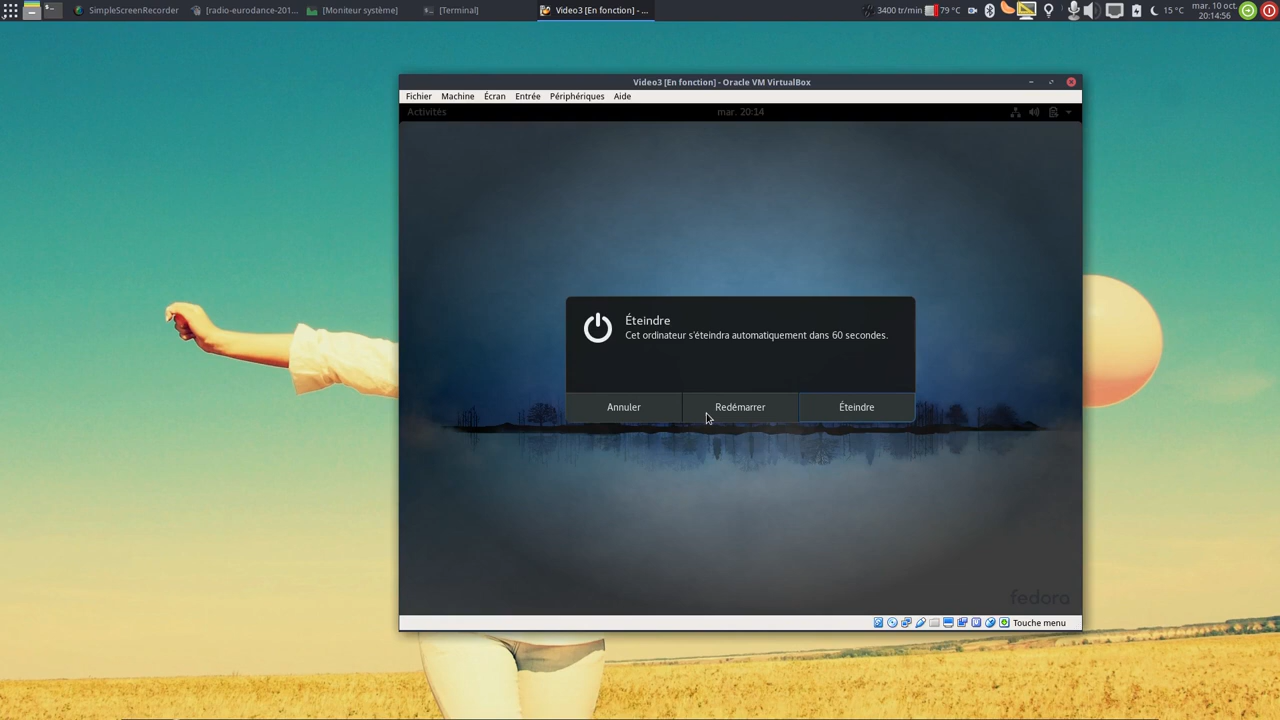 SimpleScreenRecorder
[radio-eurodance-201...
[Moniteur système]
[Terminal]
Video3 [En fonction] - ...
3400 tr/min
79 °C
15 °C
mar. 10 oct.
20:14:56
Video3 [En fonction] - Oracle VM VirtualBox
Fichier Machine Écran Entrée Périphériques Aide
Activités
mar. 20:14
Éteindre
Cet ordinateur s'éteindra automatiquement dans 60 secondes.
Annuler
Redémarrer
Éteindre
fedora
Touche menu